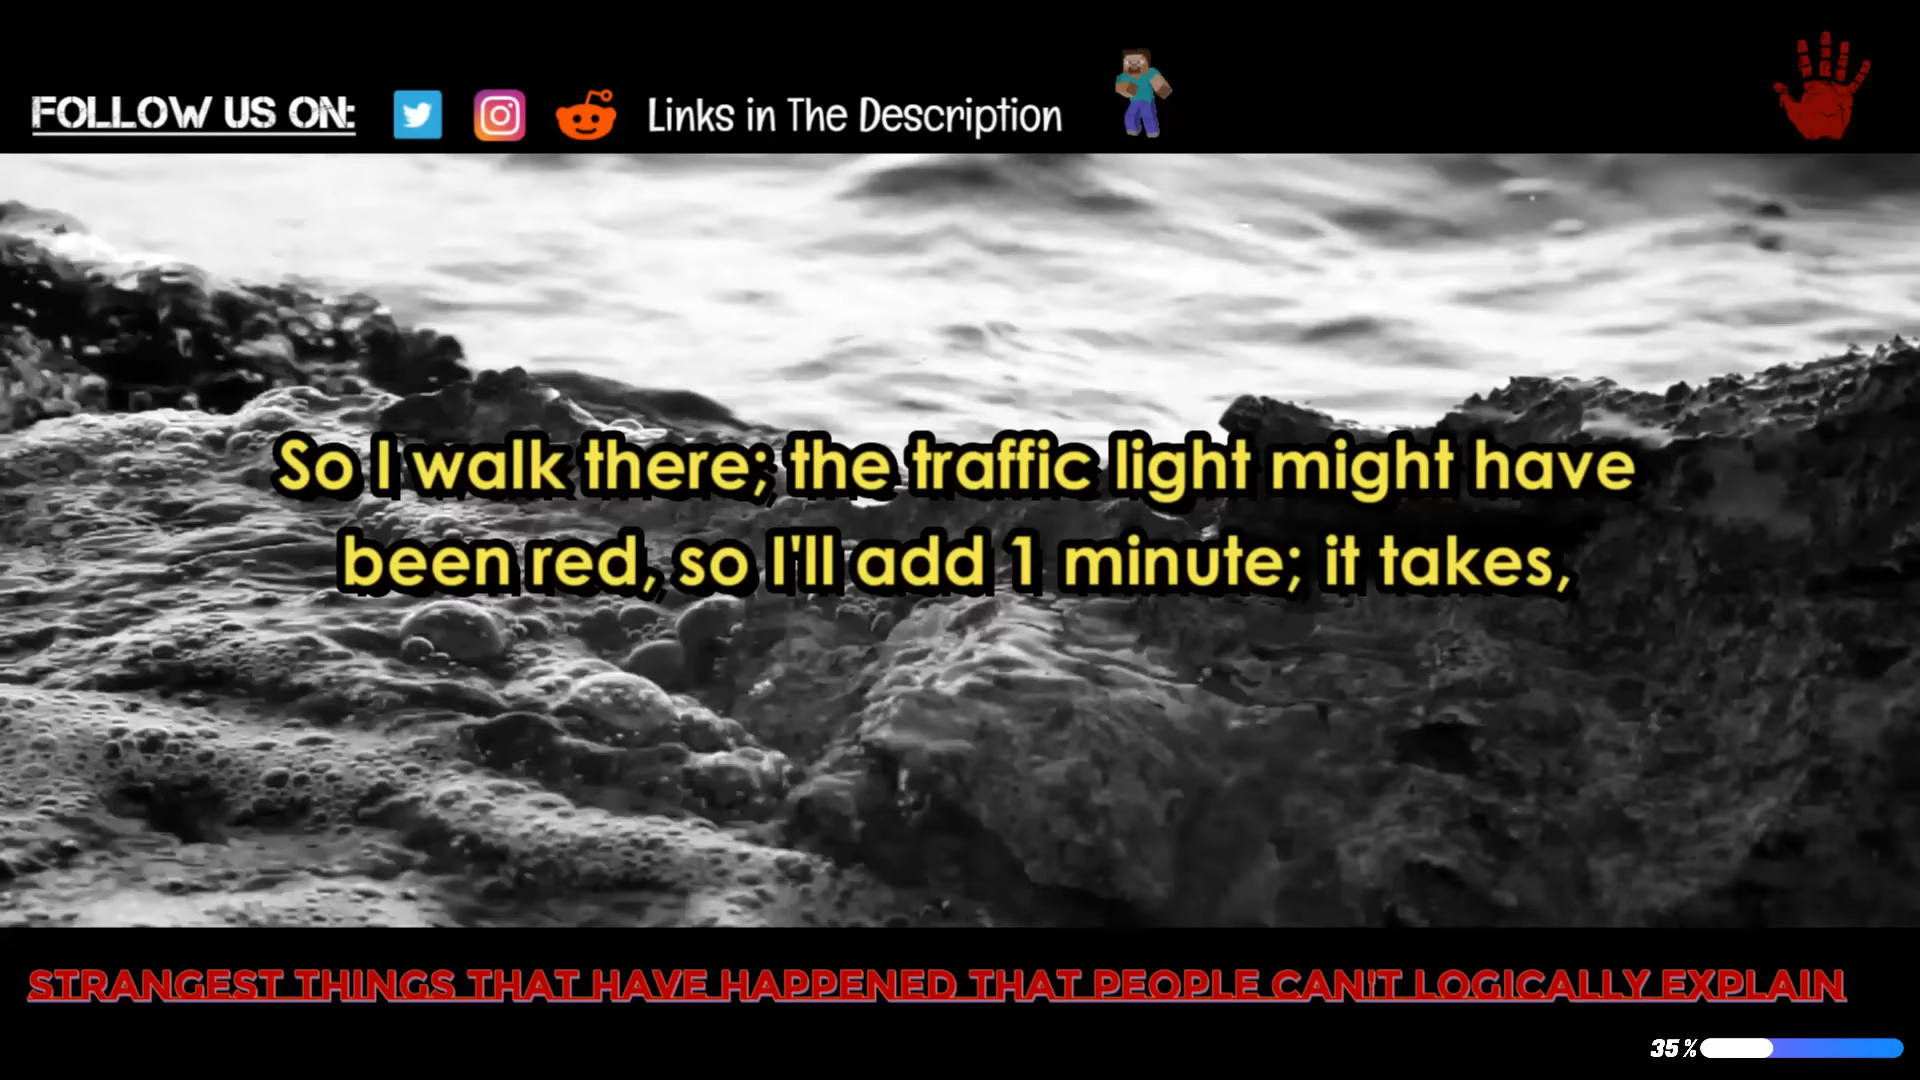 FOLLOW US ON:
Links in The Description
So I walk there; the traffic light might have
been red, so I'll add 1 minute; it takes,
STRANGEST THINGS THAT HAVE HAPPENED THAT PEOPLE CAN'T LOGICALLY EXPLAIN
35 %